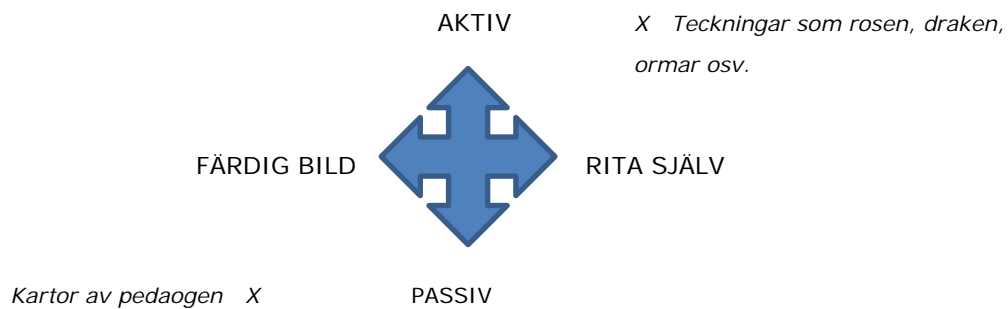 AKTIV
X Teckningar som rosen, draken,
ormar osv.
FÄRDIG BILD
RITA SJÄLV
Kartor av pedaogen X
PASSIV